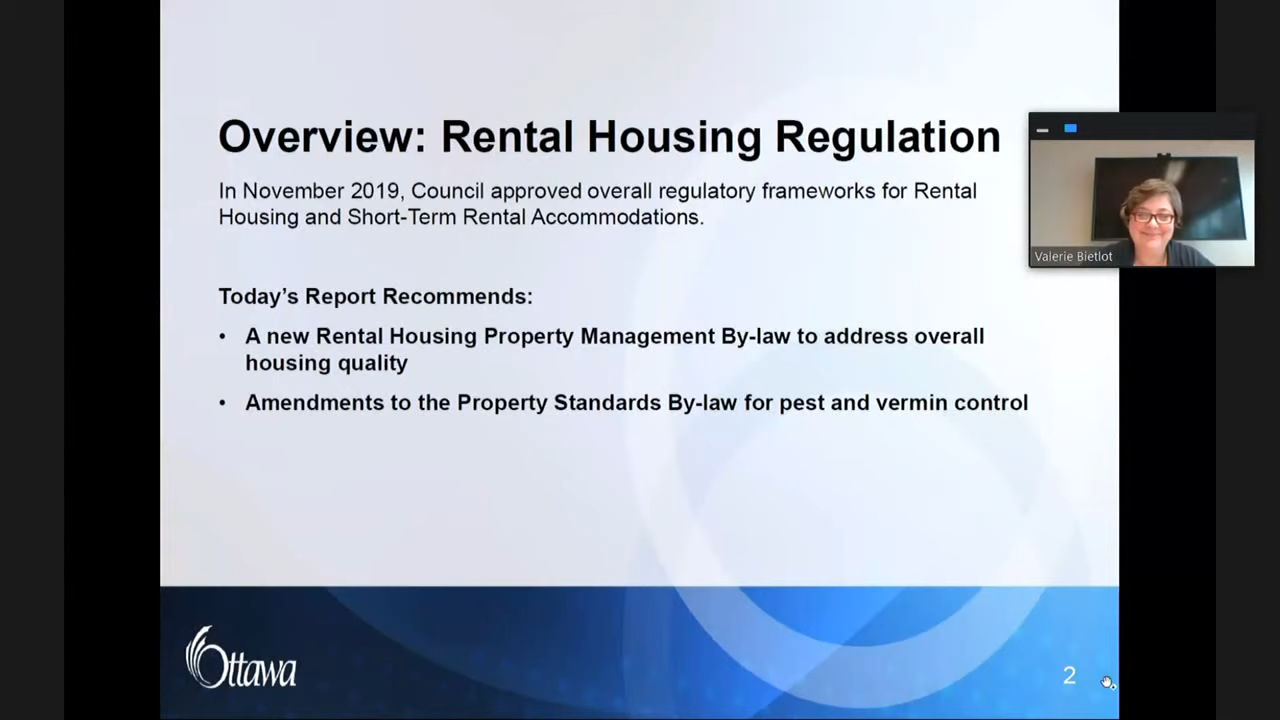 Overview: Rental Housing Regulation
In November 2019, Council approved overall regulatory frameworks for Rental
Housing and Short-Term Rental Accommodations.
Today's Report Recommends:
• A new Rental Housing Property Management By-law to address overall
housing quality
• Amendments to the Property Standards By-law for pest and vermin control
Valerie Bietlot
Ottawa
2